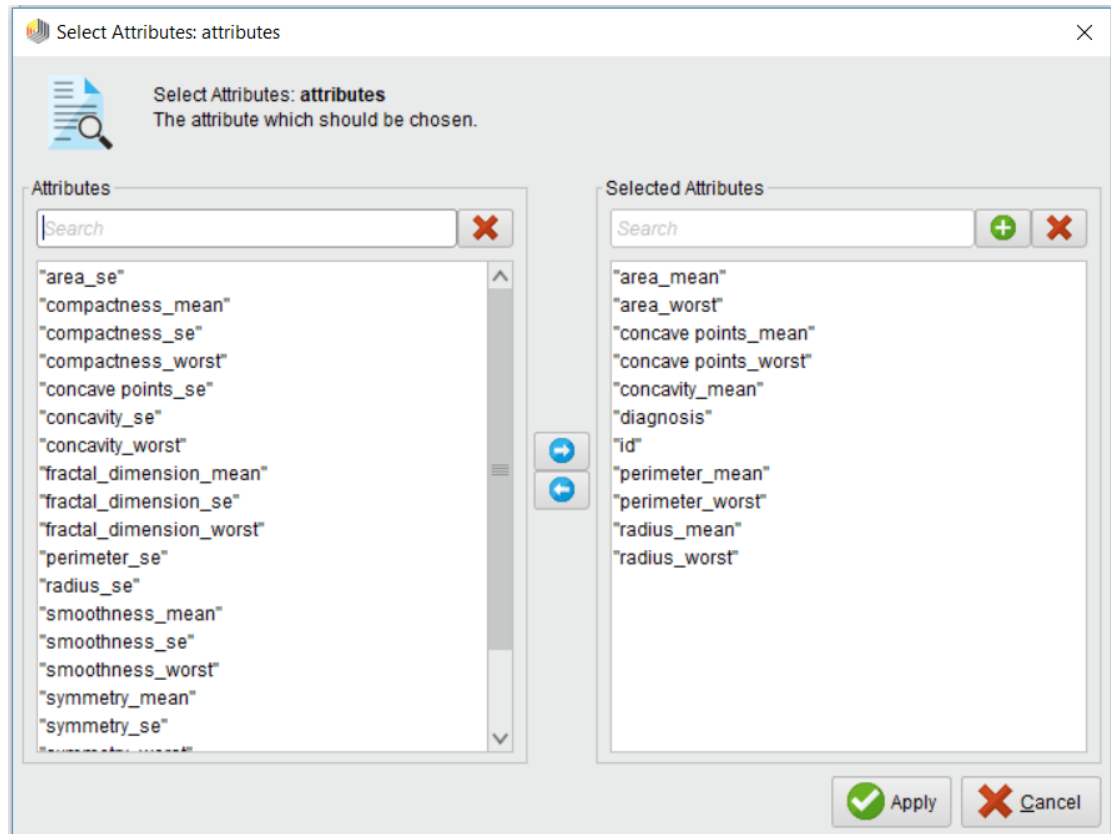 Select Attributes: attributes
Select Attributes: attributes
The attribute which should be chosen.
Attributes
Search
"area_se"
"compactness_mean"
"compactness_se"
"compactness_worst"
"concave points_se"
"concavity_se"
"concavity_worst"
"fractal_dimension_mean"
"fractal_dimension_se"
"fractal_dimension_worst"
"perimeter_se"
"radius_se"
"smoothness_mean"
"smoothness_se"
"smoothness_worst"
"symmetry_mean"
"symmetry_se"
"symmetry_worst"
Selected Attributes
Search
"area_mean"
"area_worst"
"concave points_mean"
"concave points_worst"
"concavity_mean"
"diagnosis"
"id"
"perimeter_mean"
"perimeter_worst"
"radius_mean"
"radius_worst"
Apply
Cancel